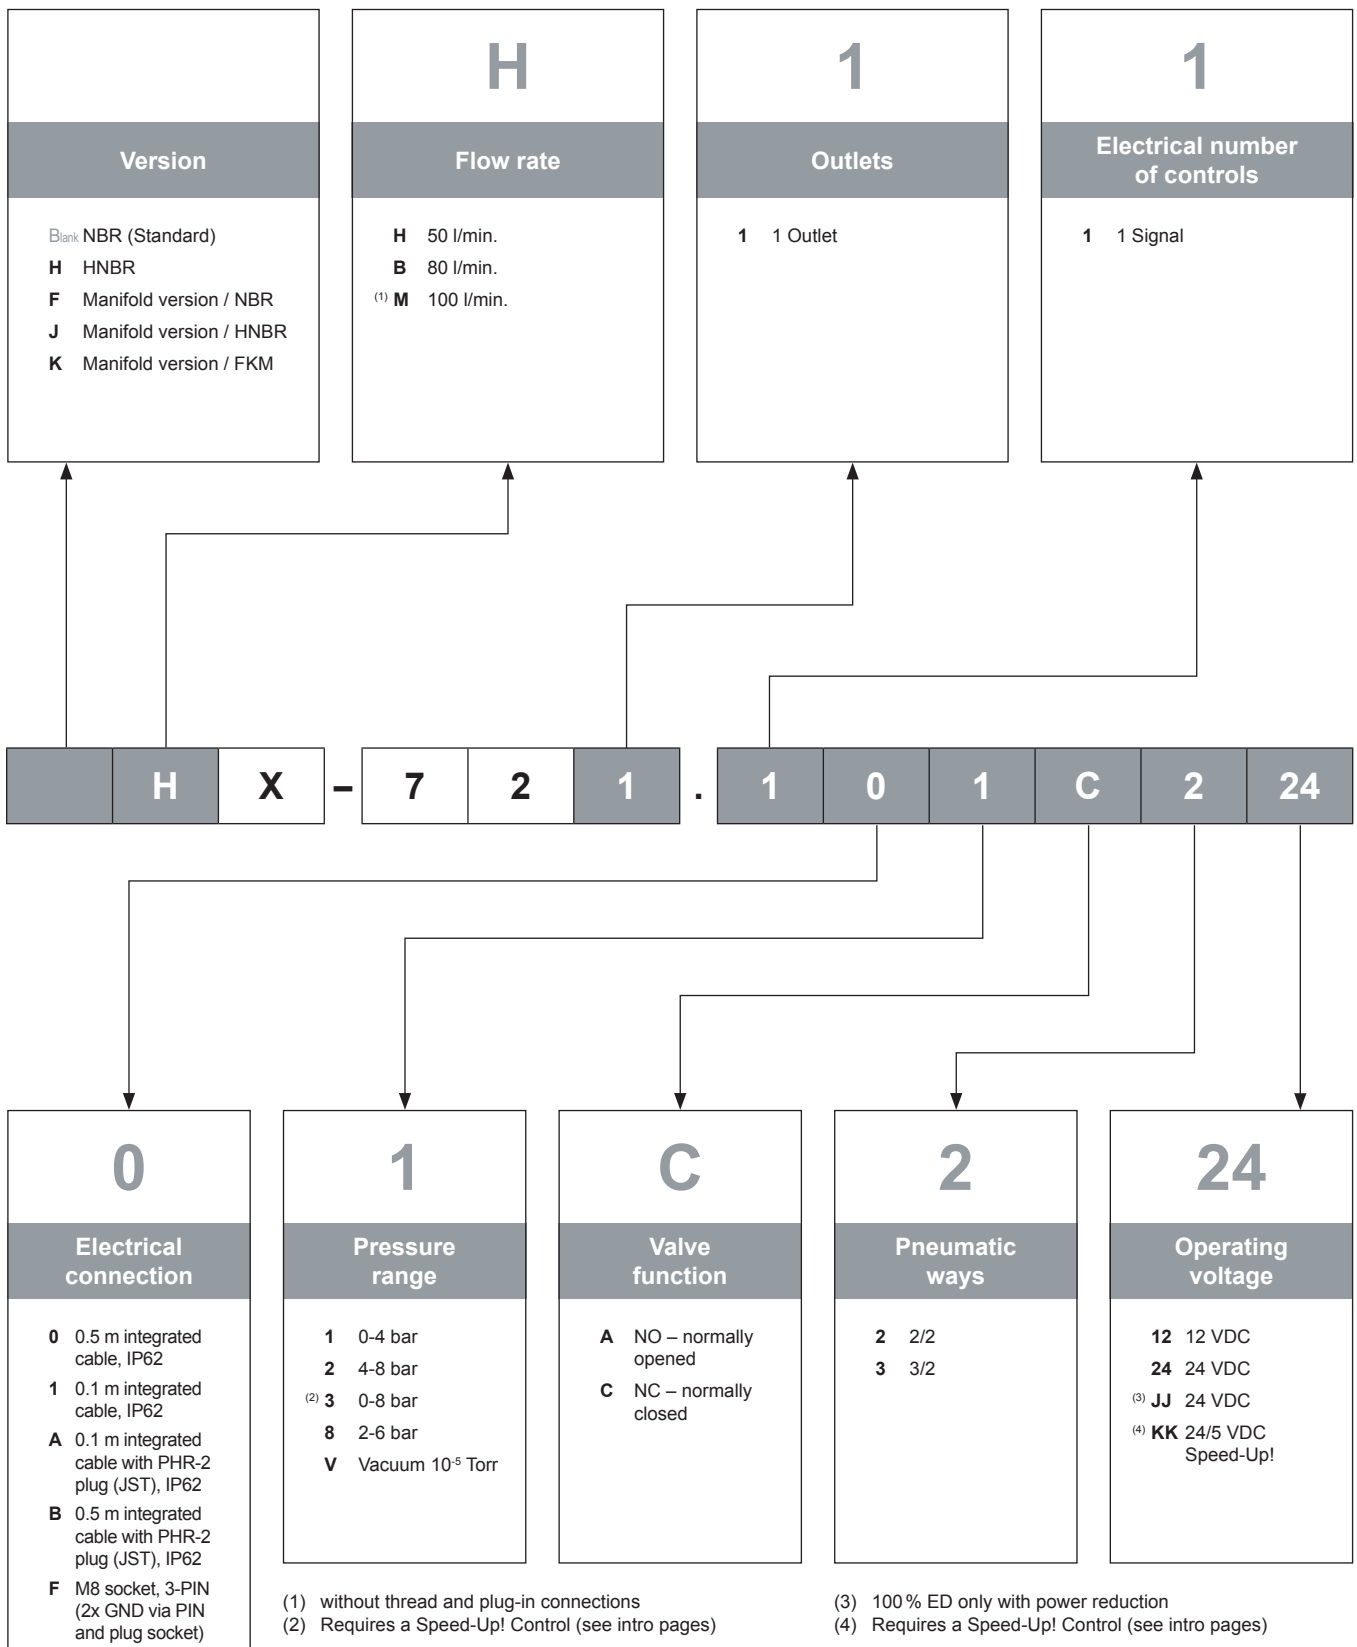 H
1
1
Version
Flow rate
Outlets
Electrical number
of controls
Blank NBR (Standard)
H HNBR
F Manifold version / NBR
J Manifold version / HNBR
K Manifold version / FKM
H 50 l/min.
B 80 l/min.
(1) M 100 l/min.
1 1 Outlet
1 1 Signal
H X – 7 2 1 . 1 0 1 C 2 24
0
1
C
2
24
Electrical
connection
Pressure
range
Valve
function
Pneumatic
ways
Operating
voltage
0 0.5 m integrated
cable, IP62
1 0.1 m integrated
cable, IP62
A 0.1 m integrated
cable with PHR-2
plug (JST), IP62
B 0.5 m integrated
cable with PHR-2
plug (JST), IP62
F M8 socket, 3-PIN
(2x GND via PIN
and plug socket)
1 0-4 bar
2 4-8 bar
(2) 3 0-8 bar
8 2-6 bar
V Vacuum 10-5 Torr
A NO – normally
opened
C NC – normally
closed
2 2/2
3 3/2
12 12 VDC
24 24 VDC
(3) JJ 24 VDC
(4) KK 24/5 VDC
Speed-Up!
(1) without thread and plug-in connections
(2) Requires a Speed-Up! Control (see intro pages)
(3) 100 % ED only with power reduction
(4) Requires a Speed-Up! Control (see intro pages)